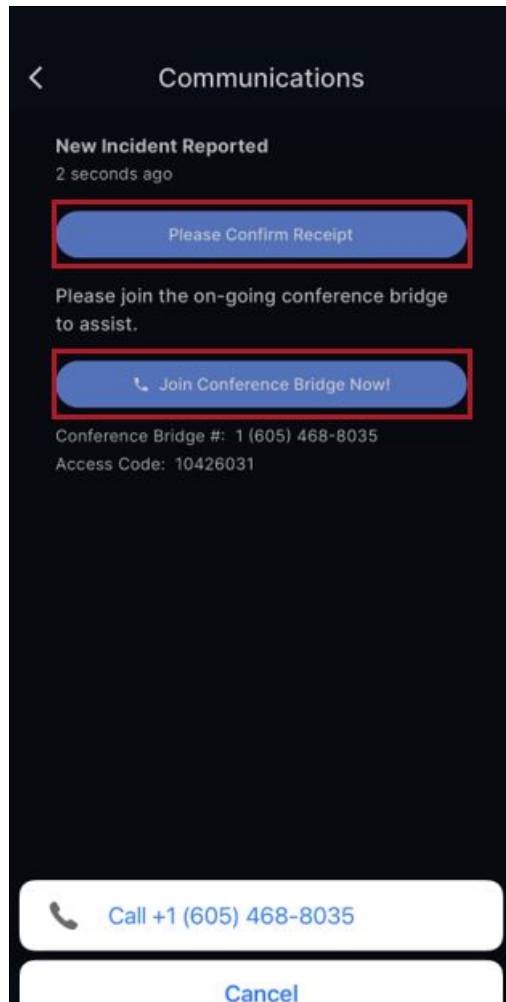 Communications
New Incident Reported
2 seconds ago
Please Confirm Receipt
Please join the on-going conference bridge
to assist.
Join Conference Bridge Now!
Conference Bridge #: 1 (605) 468-8035
Access Code: 10426031
Call +1 (605) 468-8035
Cancel